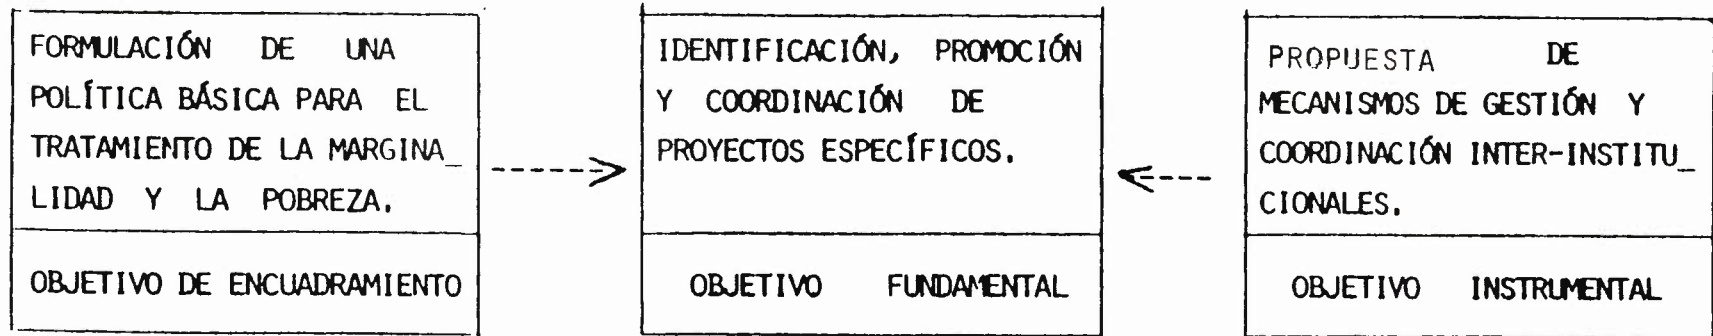 FORMULACIÓN DE UNA
POLÍTICA BÁSICA PARA EL
TRATAMIENTO DE LA MARGINA_
LIDAD Y LA POBREZA.
OBJETIVO DE ENCUADRAMIENTO
IDENTIFICACIÓN, PROMOCIÓN
Y COORDINACIÓN DE
PROYECTOS ESPECÍFICOS.
OBJETIVO FUNDAMENTAL
PROPUESTA DE
MECANISMOS DE GESTIÓN Y
COORDINACIÓN INTER-INSTITU_
CIONALES.
OBJETIVO INSTRUMENTAL